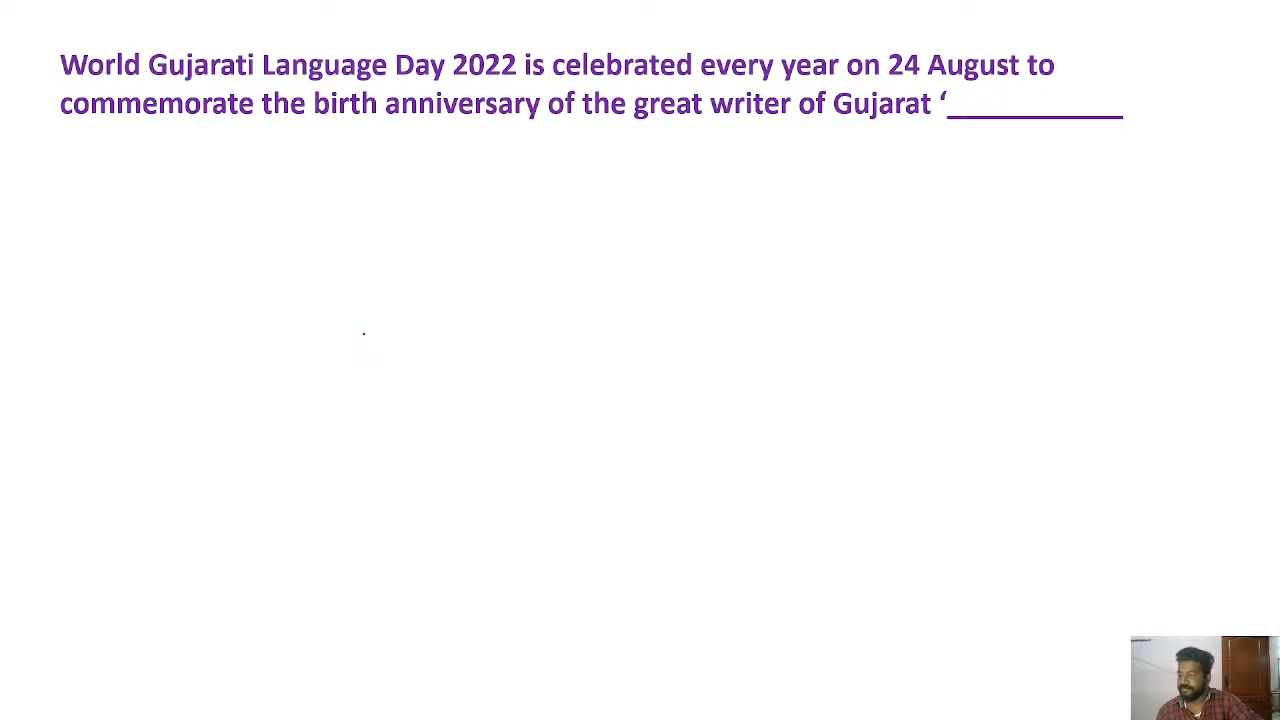 World Gujarati Language Day 2022 is celebrated every year on 24 August to
commemorate the birth anniversary of the great writer of Gujarat ‘____________